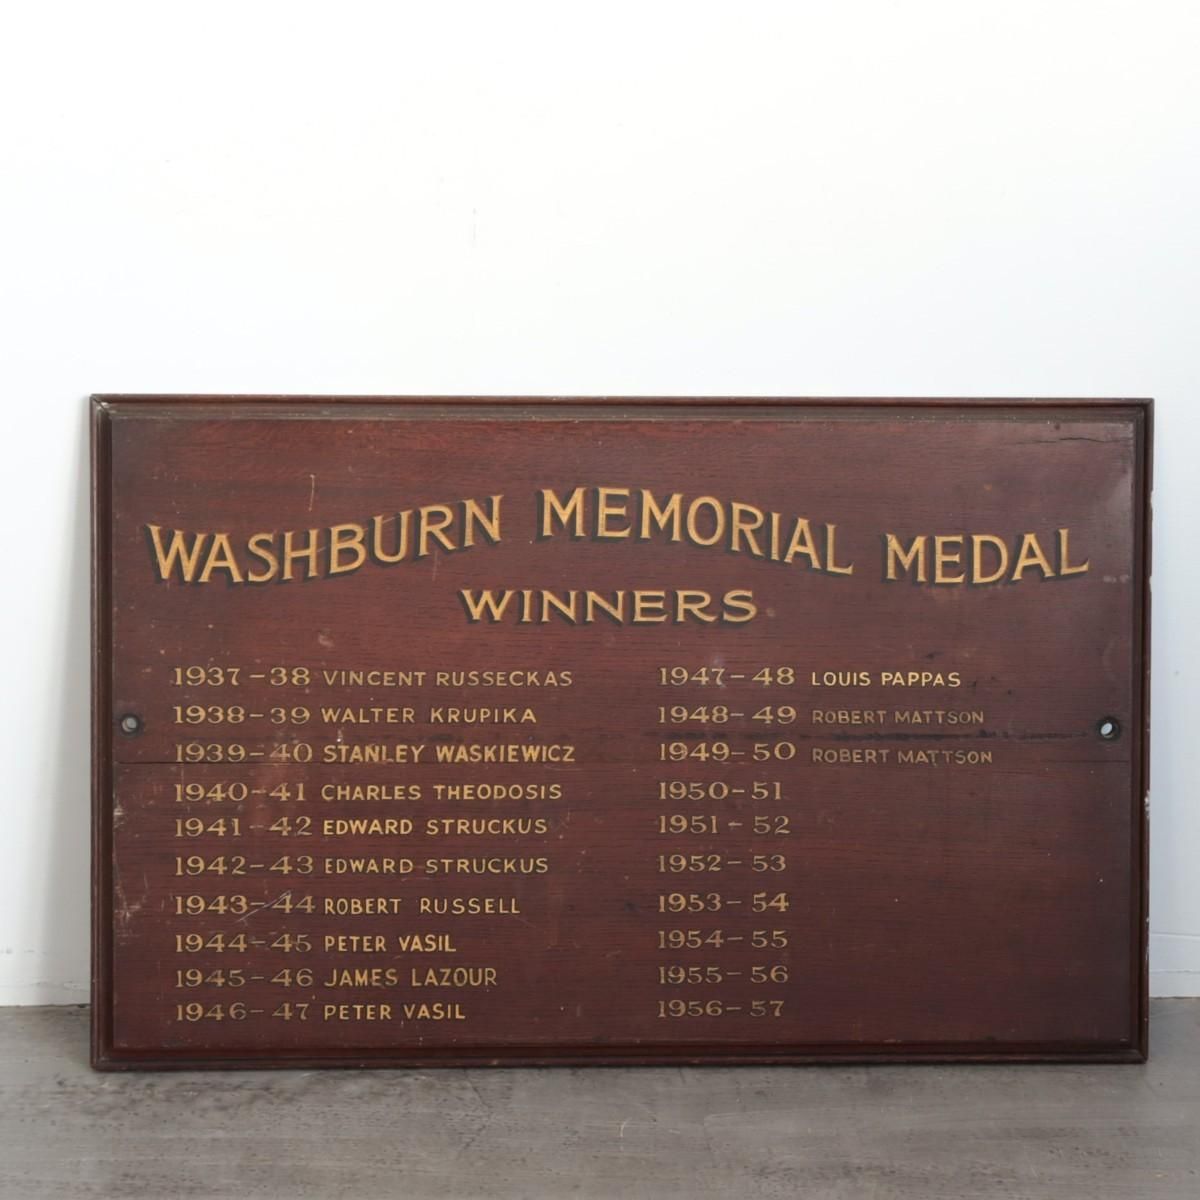 WASHBURN MEMORIAL MEDAL
WINNERS
1937-38 VINCENT RUSSECKAS
1938-39 WALTER KRUPIKA
1939-40 STANLEY WASKIEWICZ
1940-41 CHARLES THEODOSIS
1941-42 EDWARD STRUCKUS
1942-43 EDWARD STRUCKUS
1943-44 ROBERT RUSSELL
1944-45 PETER VASIL
1945-46 JAMES LAZOUR
1946-47 PETER VASIL
1947-48 LOUIS PAPPAS
1948-49 ROBERT MATTSON
1949-50 ROBERT MATTSON
1950-51
1951-52
1952-53
1953-54
1954-55
1955-56
1956-57